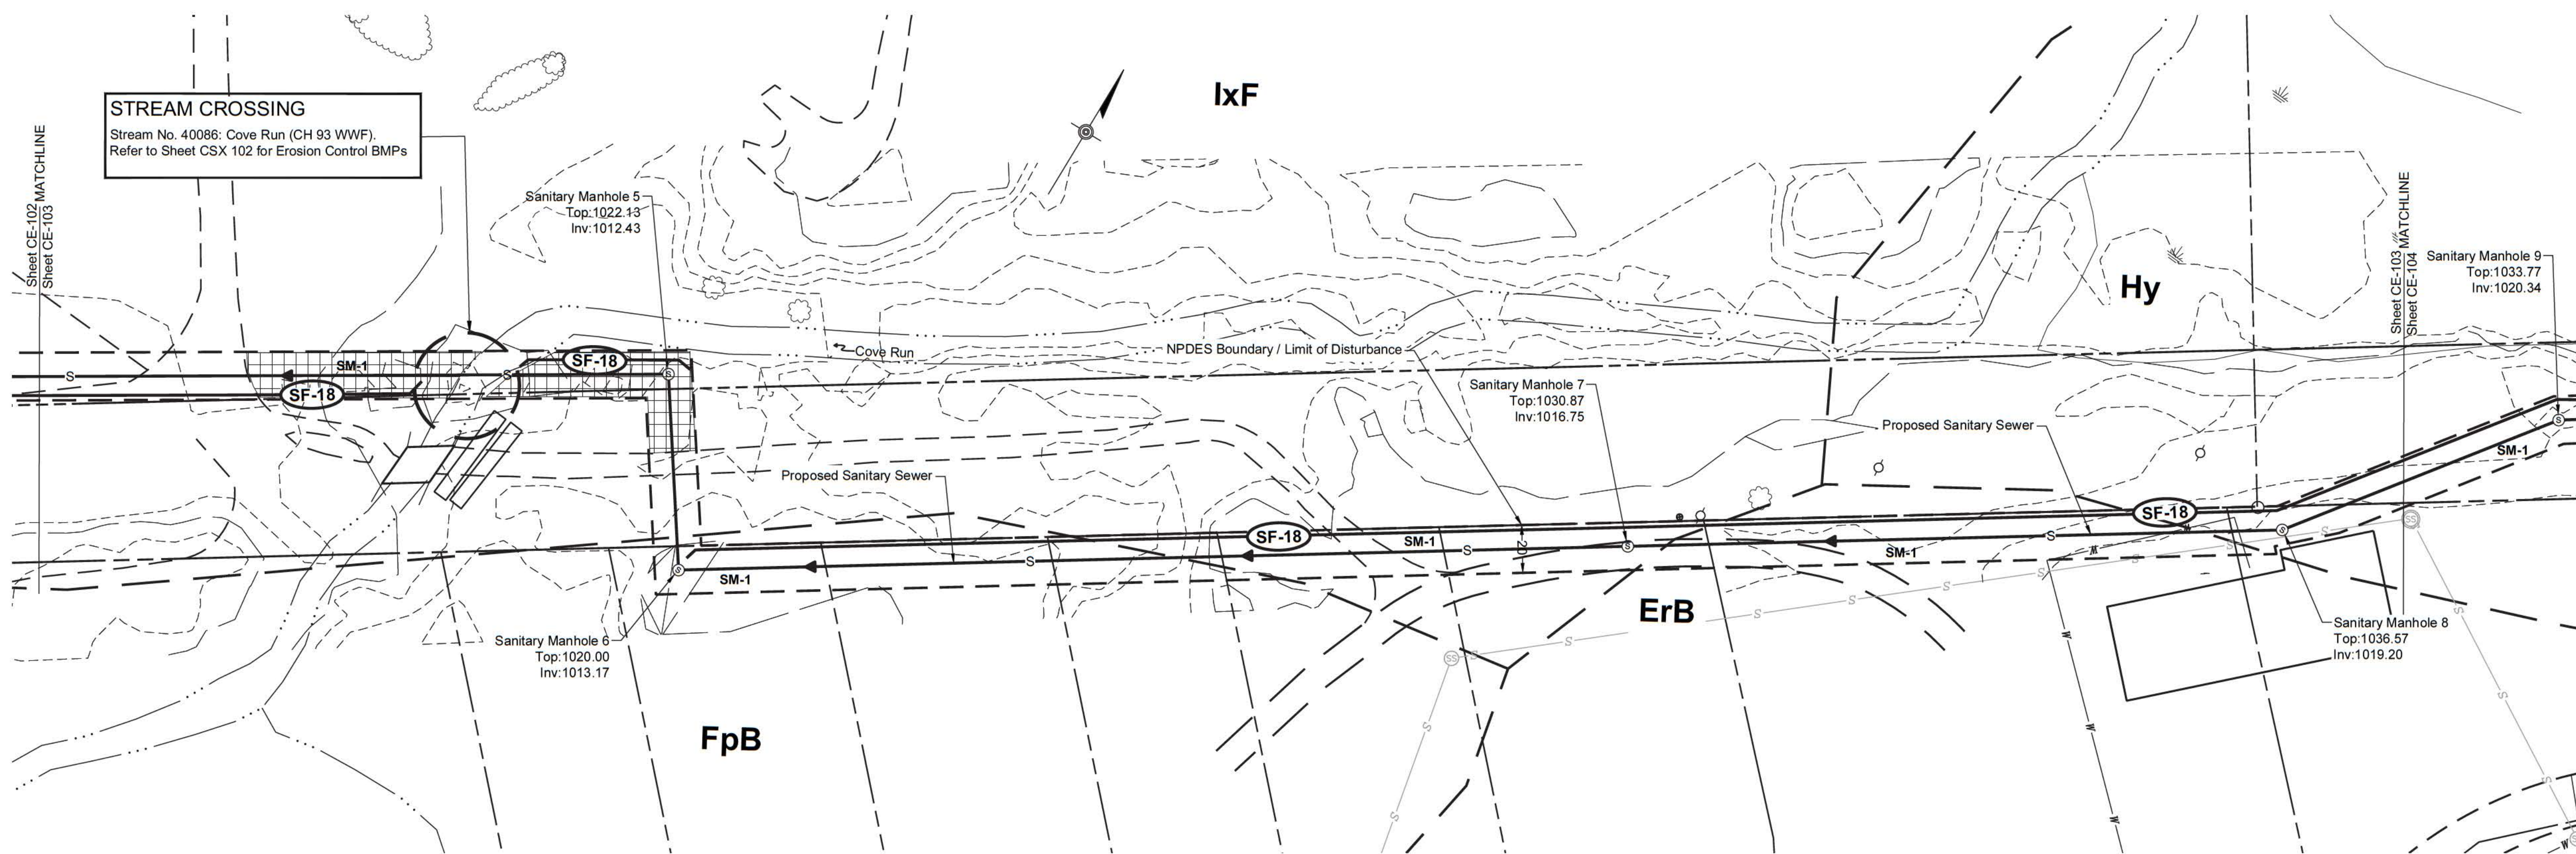 IxF
STREAM CROSSING
Stream No. 40086: Cove Run (CH 93 WWF).
Refer to Sheet CSX 102 for Erosion Control BMPs
Sheet CE-102
Sheet CE-103
MATCHLINE
Sanitary Manhole 5
Top:1022.13
Inv:1012.43
Sheet CE-103
Sheet CE-104
MATCHLINE
Sanitary Manhole 9
Top:1033.77
Inv:1020.34
Hy
Cove Run
NPDES Boundary / Limit of Disturbance
SM-1
SF-18
SF-18
S
S
S
Sanitary Manhole 7
Top:1030.87
Inv:1016.75
Proposed Sanitary Sewer
SM-1
S
Proposed Sanitary Sewer
SF-18
SF-18
SM-1
SM-1
SM-1
S
S
S
S
S
S
20
SS
SS
ErB
S
S
S
S
S
S
S
S
S
S
S
S
S
S
W
W
W
W
W
W
Sanitary Manhole 6
Top:1020.00
Inv:1013.17
Sanitary Manhole 8
Top:1036.57
Inv:1019.20
FpB